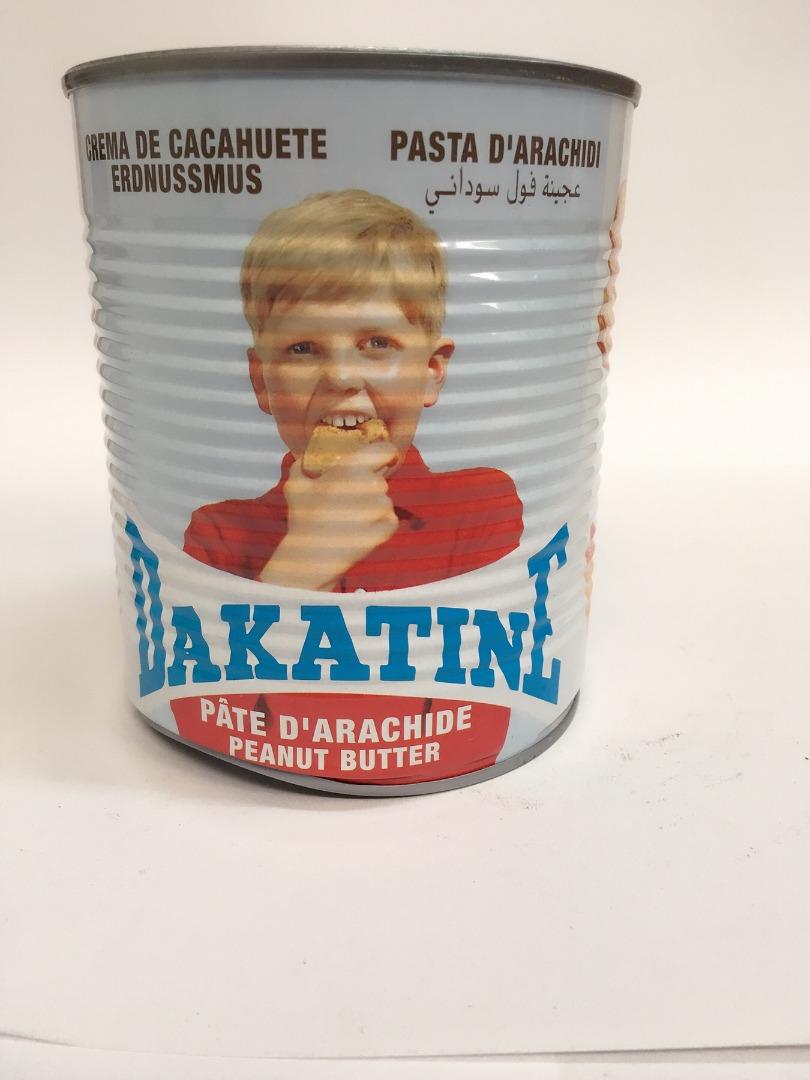 CREMA DE CACAHUETE
ERDNUSSMUS
PASTA D'ARACHIDI
عجينة فول سوداني
DAKATINE
PÂTE D'ARACHIDE
PEANUT BUTTER